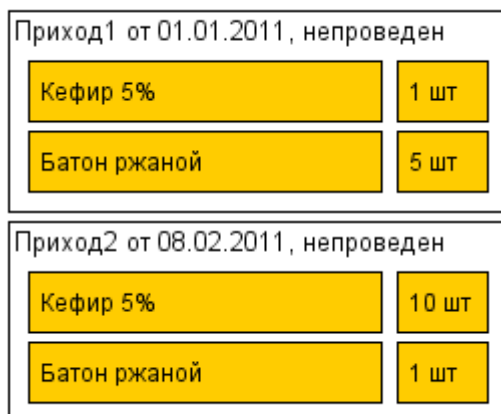 Приход1 от 01.01.2011, непроведен
Кефир 5% 1 шт
Батон ржаной 5 шт
Приход2 от 08.02.2011, непроведен
Кефир 5% 10 шт
Батон ржаной 1 шт